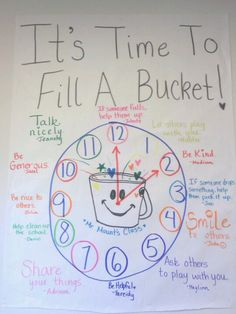 It's Time To
Fill A Bucket!
Talk
nicely
If someone falls,
help them up
Let others play
with you
12
11
1
Be
Generous
10
2
Be Kind.
Be nice to
others.
9
3
If someone drops
something, help
them pick it up.
Help clean up
the school
8
4
Smile
to others
Mr Mount's Class
7
6
5
Share
your things
Be Helpful
Ask others
to play with you